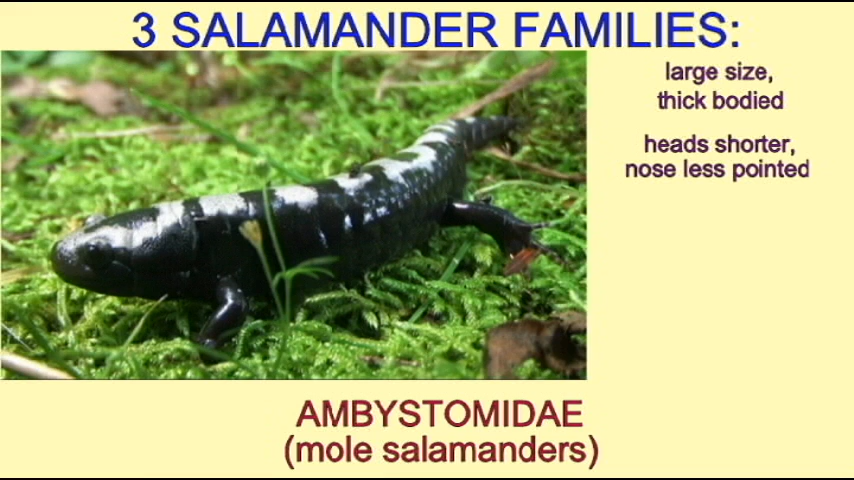 3 SALAMANDER FAMILIES:
large size,
thick bodied
heads shorter,
nose less pointed
AMBYSTOMIDAE
(mole salamanders)